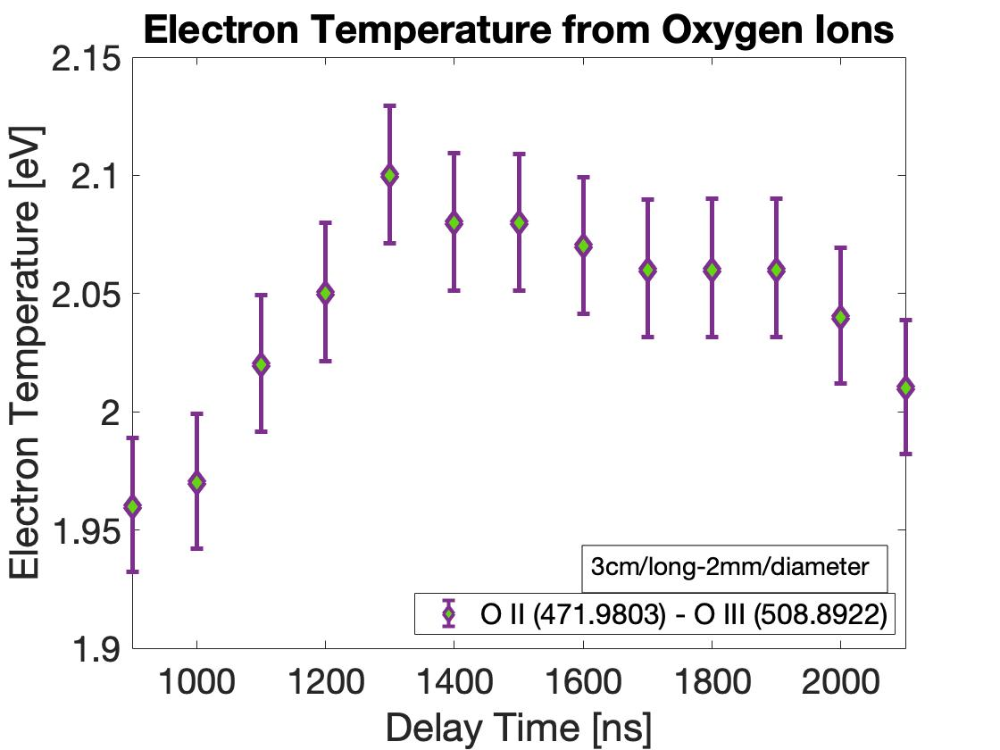 Electron Temperature from Oxygen Ions
2.15
2.1
2.05
2
1.95
1.9
Electron Temperature [eV]
3cm/long-2mm/diameter
O II (471.9803) - O III (508.8922)
1000 1200 1400 1600 1800 2000
Delay Time [ns]